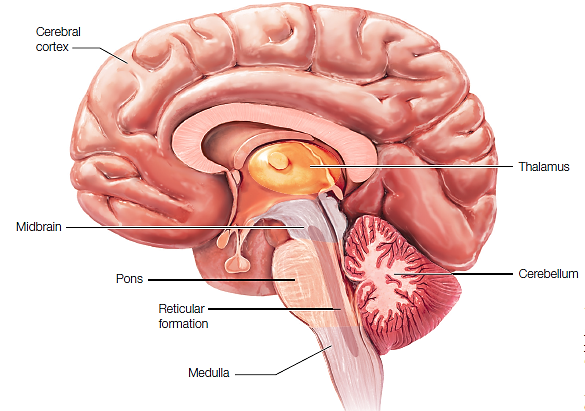 Cerebral
cortex
Thalamus
Midbrain
Cerebellum
Pons
Reticular
formation
Medulla